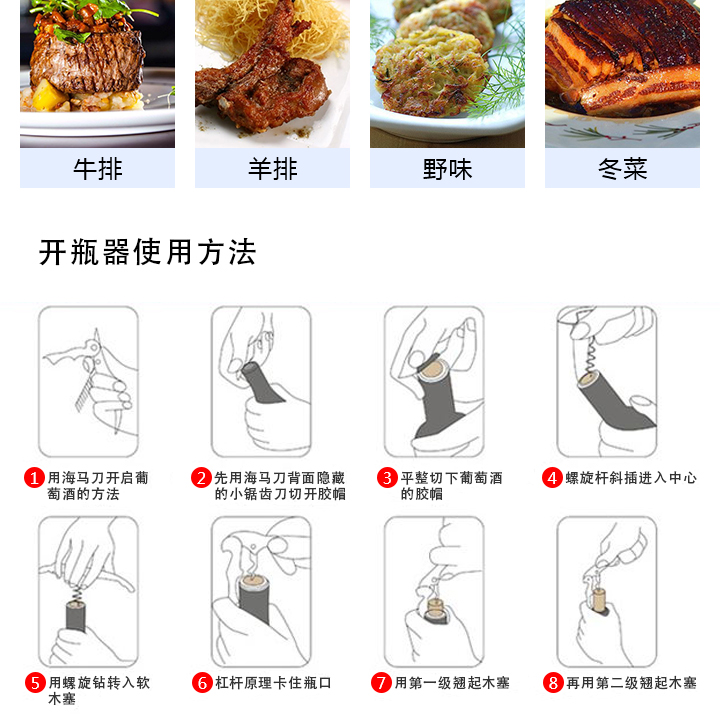 牛排
羊排
野味
冬菜
开瓶器使用方法
1 用海马刀开启葡
萄酒的方法
2 先用海马刀背面隐藏
的小锯齿刀切开胶帽
3 平整切下葡萄酒
的胶帽
4 螺旋杆斜插进入中心
5 用螺旋钻转入软
木塞
6 杠杆原理卡住瓶口
7 用第一级翘起木塞
8 再用第二级翘起木塞